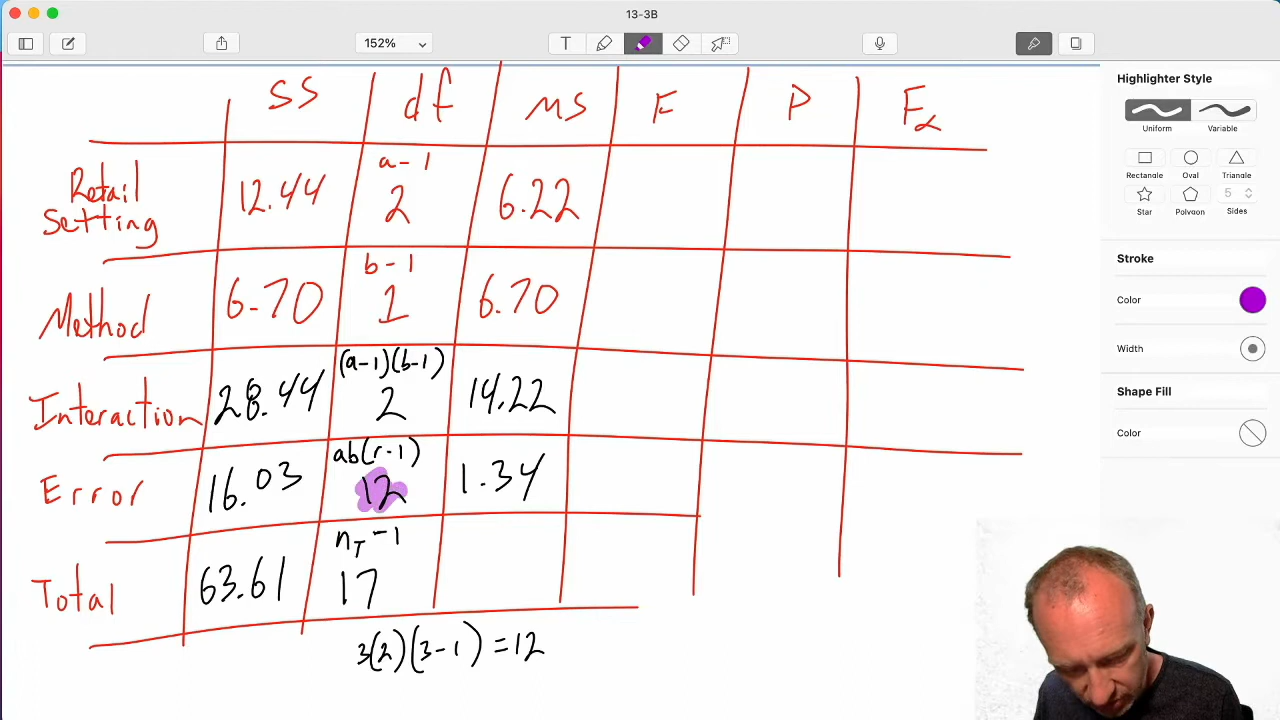 13-3B
152%
T
SS df MS F P Fα
Retail Setting 12.44 a-1 2 6.22
Method 6.70 b-1 1 6.70
Interaction 28.44 (a-1)(b-1) 2 14.22
Error 16.03 ab(r-1) 12 1.34
Total 63.61 nT-1 17
3(2)(3-1)=12
Highlighter Style
Uniform Variable
Rectangle Oval Triangle
Star Polygon 5 Sides
Stroke
Color
Width
Shape Fill
Color